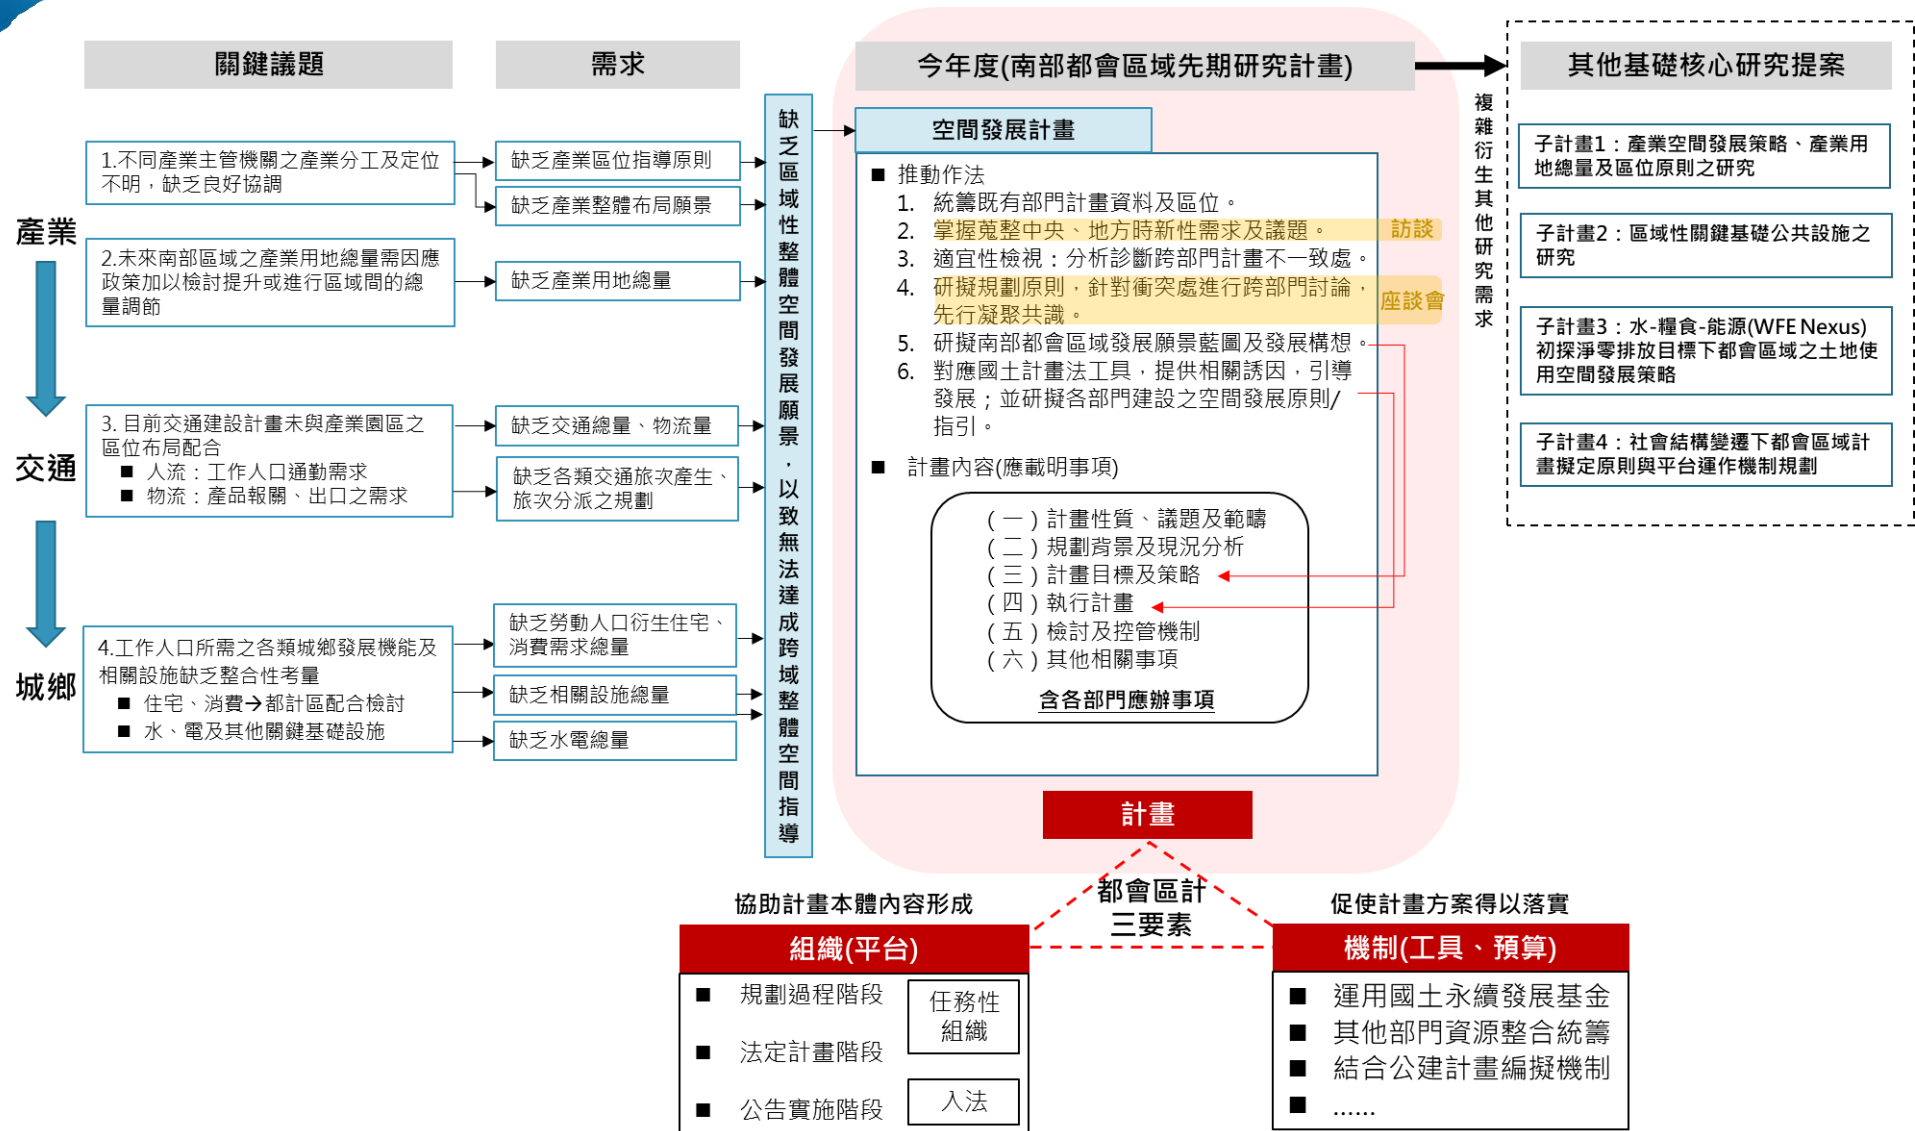 關鍵議題
需求
今年度(南部都會區域先期研究計畫)
其他基礎核心研究提案
產業
交通
城鄉
1.不同產業主管機關之產業分工及定位
不明，缺乏良好協調
2.未來南部區域之產業用地總量需因應
政策加以檢討提升或進行區域間的總
量調節
3. 目前交通建設計畫未與產業園區之
區位布局配合
■ 人流：工作人口通勤需求
■ 物流：產品報關、出口之需求
4.工作人口所需之各類城鄉發展機能及
相關設施缺乏整合性考量
■ 住宅、消費→都計區配合檢討
■ 水、電及其他關鍵基礎設施
缺乏產業區位指導原則
缺乏產業整體布局願景
缺乏產業用地總量
缺乏交通總量、物流量
缺乏各類交通旅次產生、
旅次分派之規劃
缺乏勞動人口衍生住宅、
消費需求總量
缺乏相關設施總量
缺乏水電總量
缺乏區域性整體空間發展願景，以致無法達成跨域整體空間指導
空間發展計畫
■ 推動作法
1. 統籌既有部門計畫資料及區位。
2. 掌握蒐整中央、地方時新性需求及議題。
訪談
3. 適宜性檢視：分析診斷跨部門計畫不一致處。
4. 研擬規劃原則，針對衝突處進行跨部門討論，
先行凝聚共識。
座談會
5. 研擬南部都會區域發展願景藍圖及發展構想。
6. 對應國土計畫法工具，提供相關誘因，引導
發展；並研擬各部門建設之空間發展原則/
指引。
■ 計畫內容(應載明事項)
(一)計畫性質、議題及範疇
(二)規劃背景及現況分析
(三)計畫目標及策略
(四)執行計畫
(五)檢討及控管機制
(六)其他相關事項
含各部門應辦事項
複雜衍生其他研究需求
子計畫1：產業空間發展策略、產業用
地總量及區位原則之研究
子計畫2：區域性關鍵基礎公共設施之
研究
子計畫3：水-糧食-能源(WFE Nexus)
初探淨零排放目標下都會區域之土地使
用空間發展策略
子計畫4：社會結構變遷下都會區域計
畫擬定原則與平台運作機制規劃
計畫
都會區計
三要素
協助計畫本體內容形成
組織(平台)
■ 規劃過程階段
■ 法定計畫階段
■ 公告實施階段
任務性
組織
入法
促使計畫方案得以落實
機制(工具、預算)
■ 運用國土永續發展基金
■ 其他部門資源整合統籌
■ 結合公建計畫編擬機制
■ ……